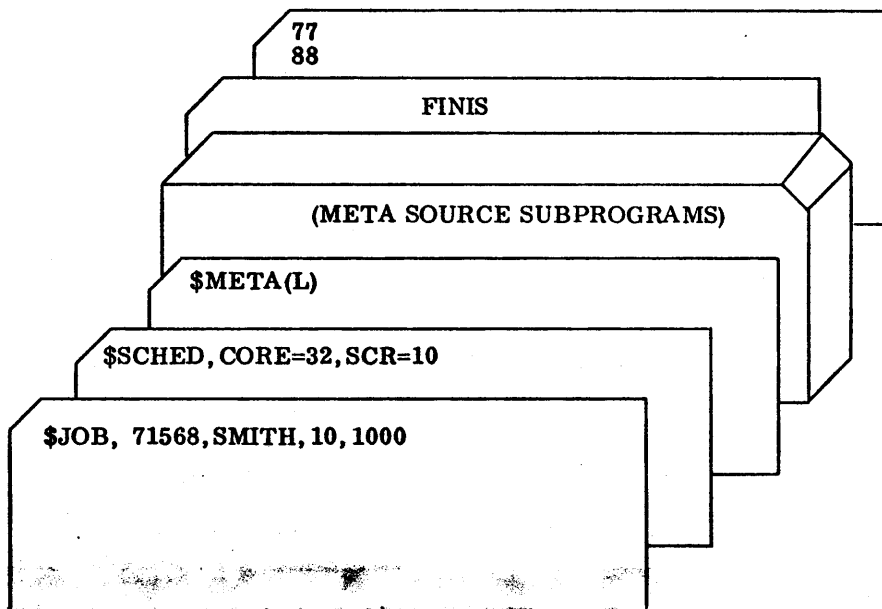 77
88
FINIS
(META SOURCE SUBPROGRAMS)
$META(L)
$SCHED, CORE=32, SCR=10
$JOB, 71568, SMITH, 10, 1000